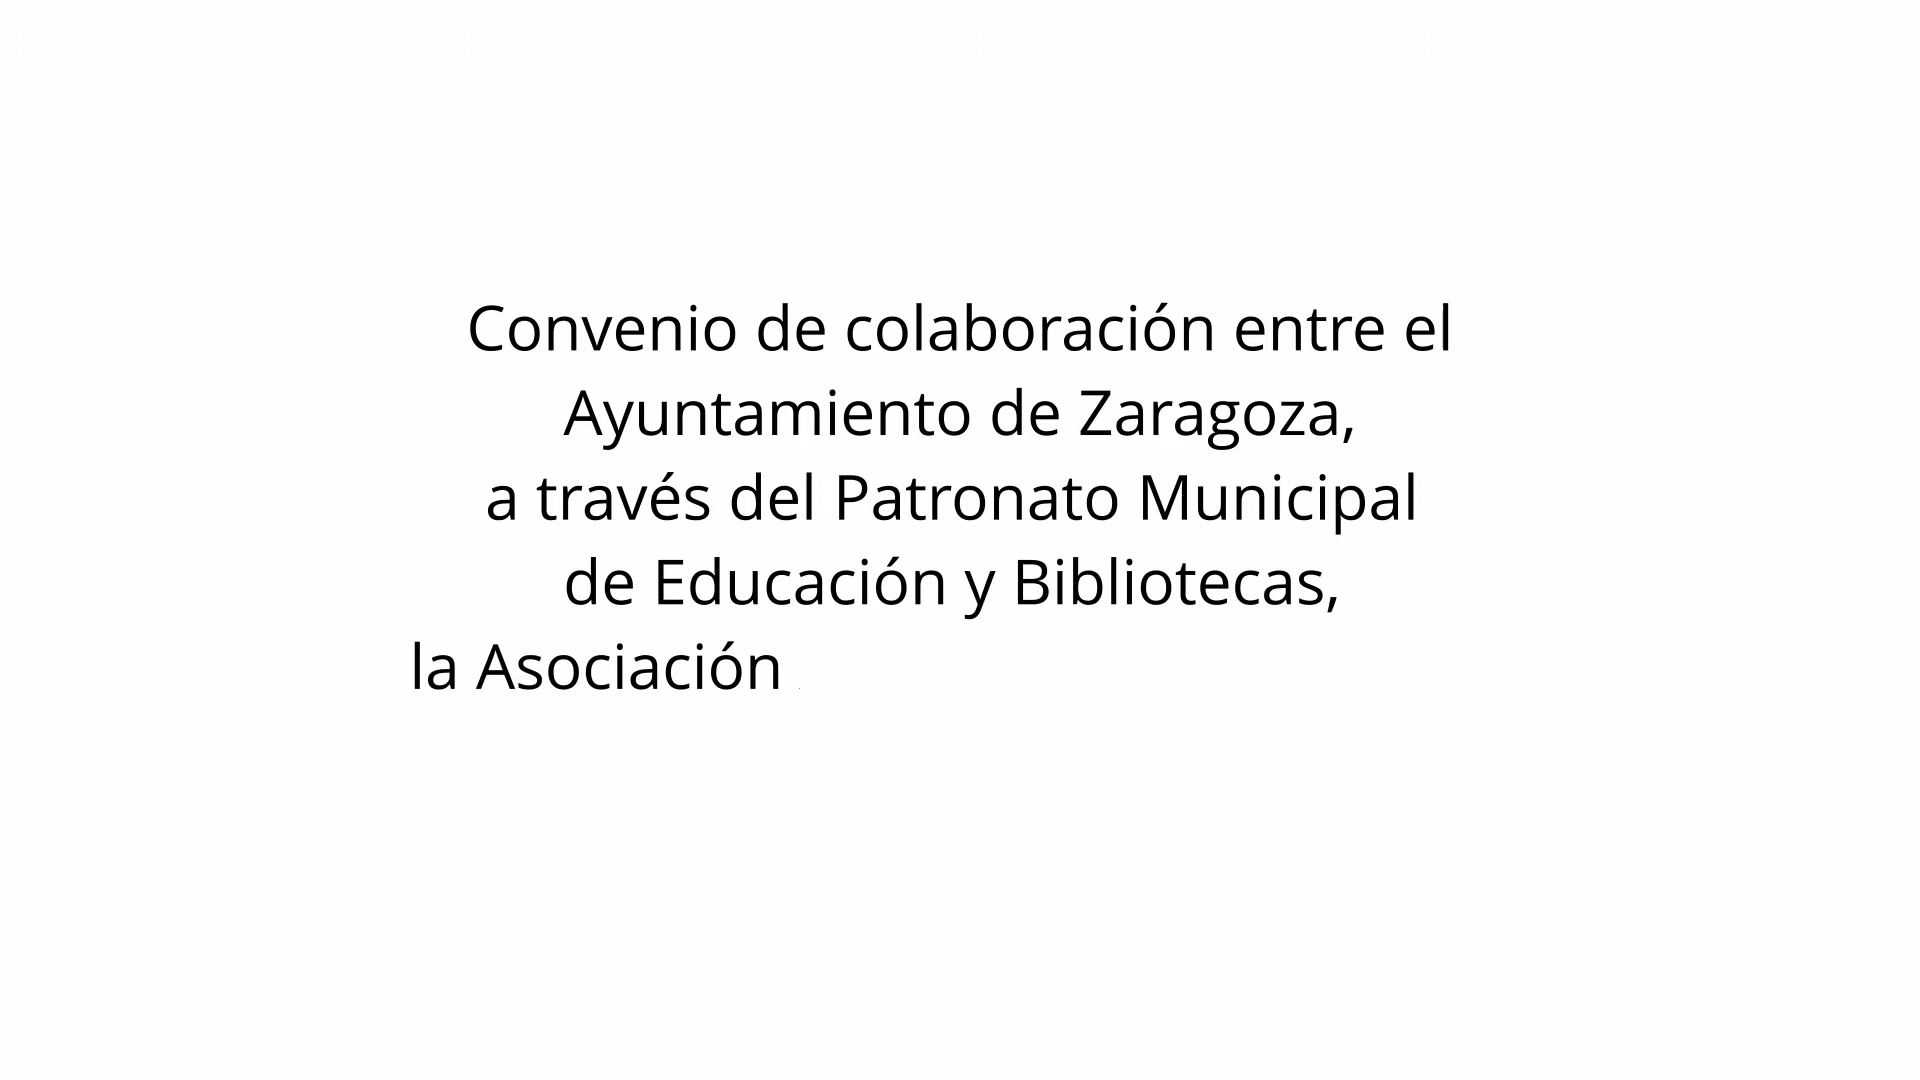 Convenio de colaboración entre el
Ayuntamiento de Zaragoza,
a través del Patronato Municipal
de Educación y Bibliotecas,
la Asociación